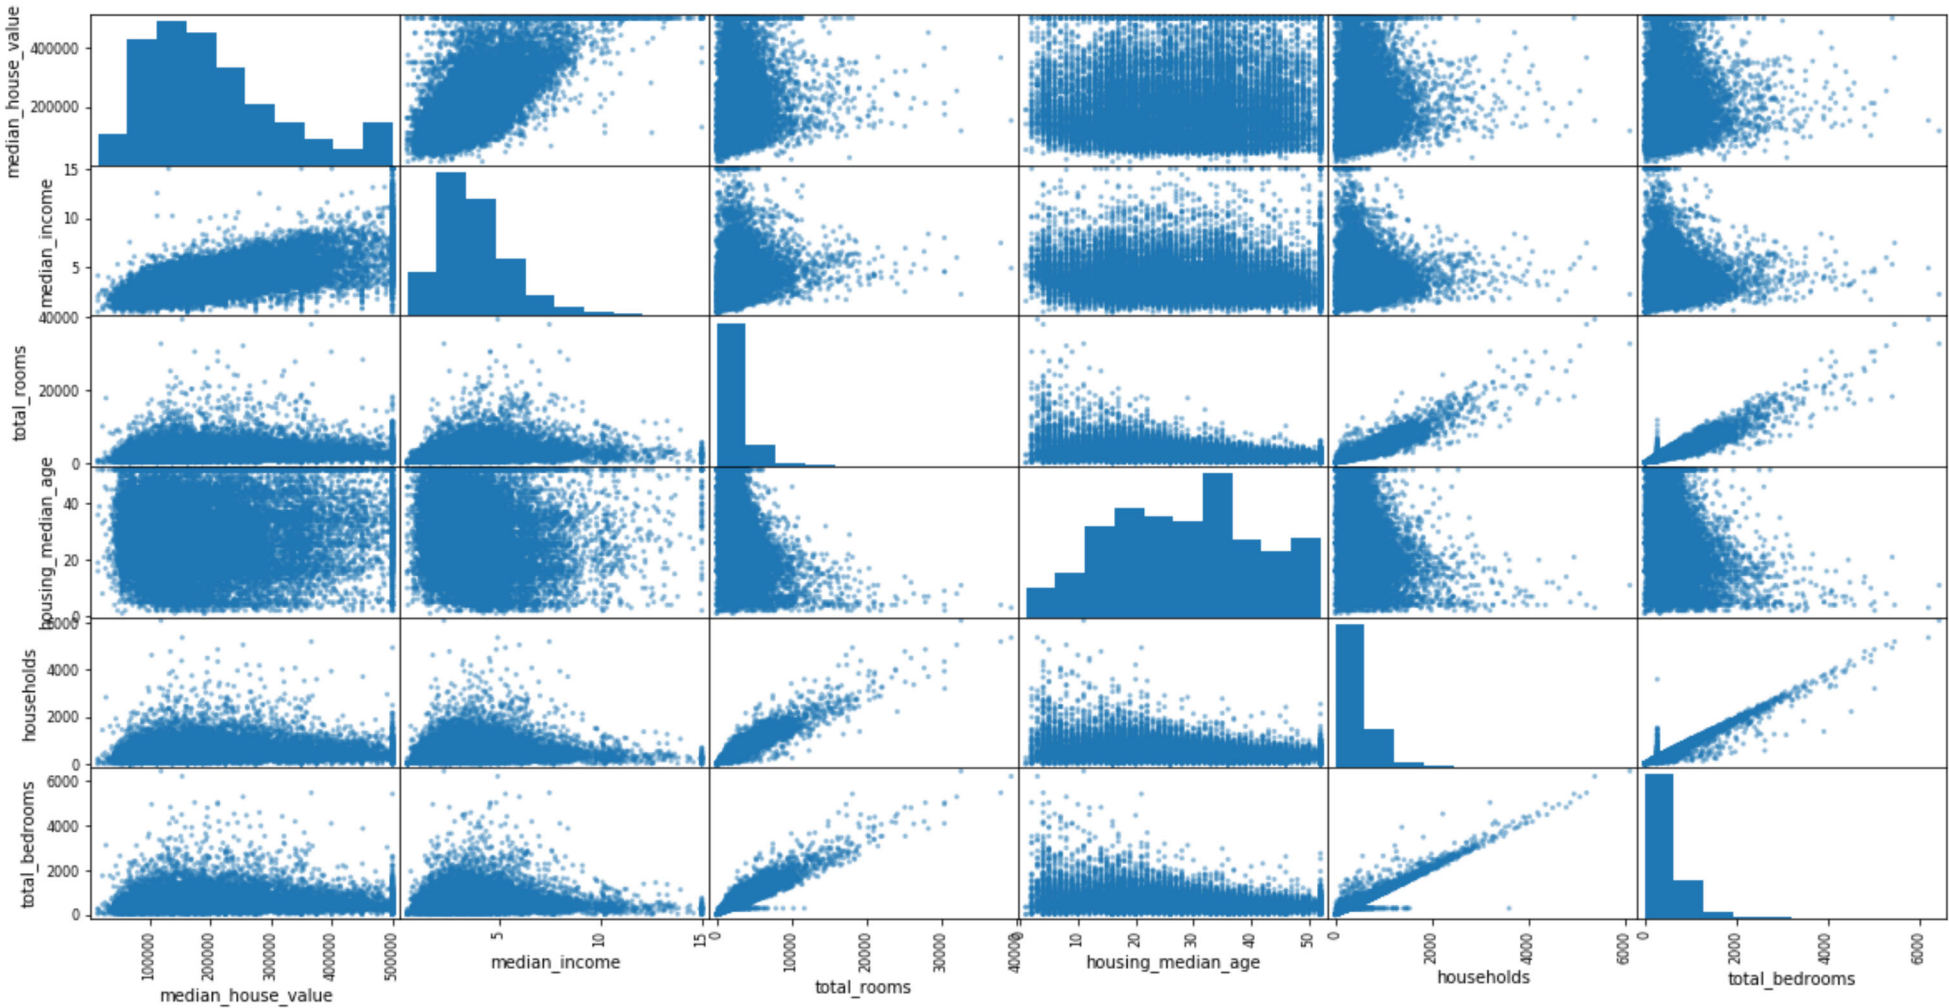 median_house_value
400000
200000
median_income
15
10
5
total_rooms
40000
20000
0
housing_median_age
40
20
0
households
6000
4000
2000
0
total_bedrooms
6000
4000
2000
0
100000 200000 300000 400000 500000
5 10 15
0 10000 20000 30000 40000
0 10 20 30 40 50
0 2000 4000 6000
0 2000 4000 6000
median_house_value
median_income
total_rooms
housing_median_age
households
total_bedrooms